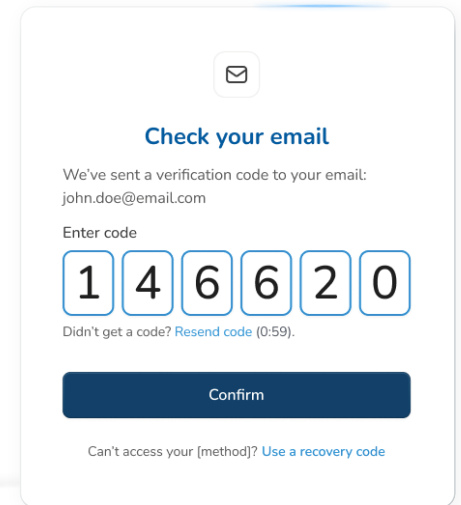 Check your email
We’ve sent a verification code to your email:
john.doe@email.com
Enter code
1 4 6 6 2 0
Didn’t get a code? Resend code (0:59).
Confirm
Can’t access your [method]? Use a recovery code